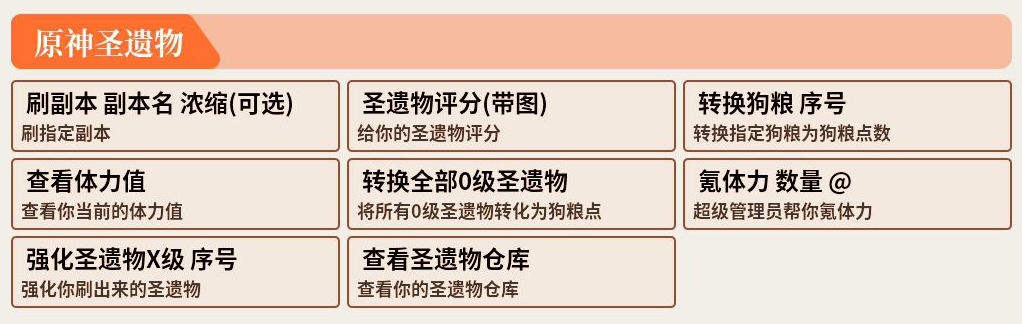 原神圣遗物
刷副本 副本名 浓缩(可选)
刷指定副本
圣遗物评分(带图)
给你的圣遗物评分
转换狗粮 序号
转换指定狗粮为狗粮点数
查看体力值
查看你当前的体力值
转换全部0级圣遗物
将所有0级圣遗物转化为狗粮点
氪体力 数量 @
超级管理员帮你氪体力
强化圣遗物X级 序号
强化你刷出来的圣遗物
查看圣遗物仓库
查看你的圣遗物仓库